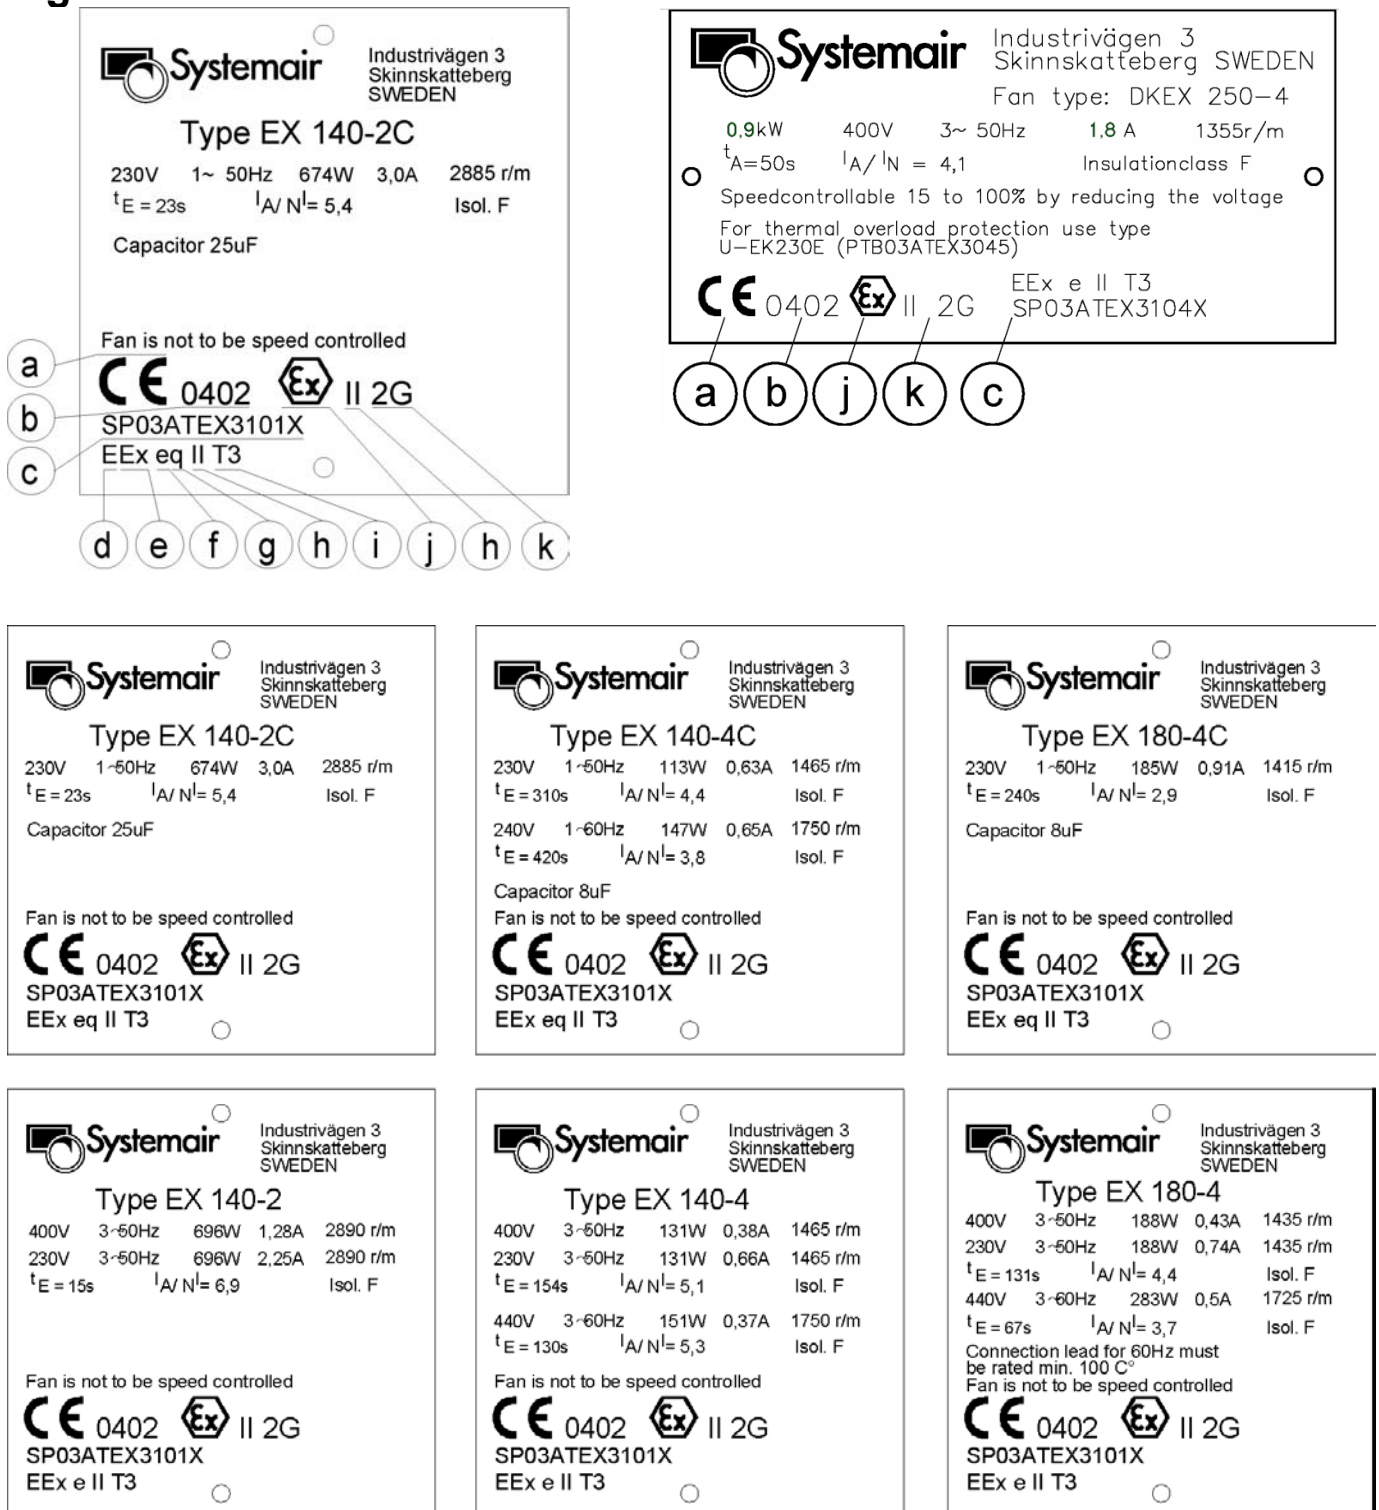 g
Systemair
Industrivägen 3
Skinnskatteberg
SWEDEN
Type EX 140-2C
230V 1~ 50Hz 674W 3,0A 2885 r/m
tE = 23s IA/ NI= 5,4 Isol. F
Capacitor 25uF
Fan is not to be speed controlled
CE 0402 Ex II 2G
SP03ATEX3101X
EEx eq II T3
a
b
c
d e f g h i j h k
Systemair
Industrivägen 3
Skinnskatteberg SWEDEN
Fan type: DKEX 250-4
0,9kW 400V 3~ 50Hz 1,8 A 1355r/m
tA=50s IA/ IN = 4,1 Insulationclass F
Speedcontrollable 15 to 100% by reducing the voltage
For thermal overload protection use type
U-EK230E (PTB03ATEX3045)
CE 0402 Ex II 2G
EEx e II T3
SP03ATEX3104X
a b j k c
Systemair
Industrivägen 3
Skinnskatteberg
SWEDEN
Type EX 140-2C
230V 1~50Hz 674W 3,0A 2885 r/m
tE = 23s IA/ NI= 5,4 Isol. F
Capacitor 25uF
Fan is not to be speed controlled
CE 0402 Ex II 2G
SP03ATEX3101X
EEx eq II T3
Systemair
Industrivägen 3
Skinnskatteberg
SWEDEN
Type EX 140-4C
230V 1~50Hz 113W 0,63A 1465 r/m
tE = 310s IA/ NI= 4,4 Isol. F
240V 1~60Hz 147W 0,65A 1750 r/m
tE = 420s IA/ NI= 3,8 Isol. F
Capacitor 8uF
Fan is not to be speed controlled
CE 0402 Ex II 2G
SP03ATEX3101X
EEx eq II T3
Systemair
Industrivägen 3
Skinnskatteberg
SWEDEN
Type EX 180-4C
230V 1~50Hz 185W 0,91A 1415 r/m
tE = 240s IA/ NI= 2,9 Isol. F
Capacitor 8uF
Fan is not to be speed controlled
CE 0402 Ex II 2G
SP03ATEX3101X
EEx eq II T3
Systemair
Industrivägen 3
Skinnskatteberg
SWEDEN
Type EX 140-2
400V 3~50Hz 696W 1,28A 2890 r/m
230V 3~50Hz 696W 2,25A 2890 r/m
tE = 15s IA/ NI= 6,9 Isol. F
Fan is not to be speed controlled
CE 0402 Ex II 2G
SP03ATEX3101X
EEx e II T3
Systemair
Industrivägen 3
Skinnskatteberg
SWEDEN
Type EX 140-4
400V 3~50Hz 131W 0,38A 1465 r/m
230V 3~50Hz 131W 0,66A 1465 r/m
tE = 154s IA/ NI= 5,1 Isol. F
440V 3~60Hz 151W 0,37A 1750 r/m
tE = 130s IA/ NI= 5,3 Isol. F
Fan is not to be speed controlled
CE 0402 Ex II 2G
SP03ATEX3101X
EEx e II T3
Systemair
Industrivägen 3
Skinnskatteberg
SWEDEN
Type EX 180-4
400V 3~50Hz 188W 0,43A 1435 r/m
230V 3~50Hz 188W 0,74A 1435 r/m
tE = 131s IA/ NI= 4,4 Isol. F
440V 3~60Hz 283W 0,5A 1725 r/m
tE = 67s IA/ NI= 3,7 Isol. F
Connection lead for 60Hz must
be rated min. 100 C°
Fan is not to be speed controlled
CE 0402 Ex II 2G
SP03ATEX3101X
EEx e II T3